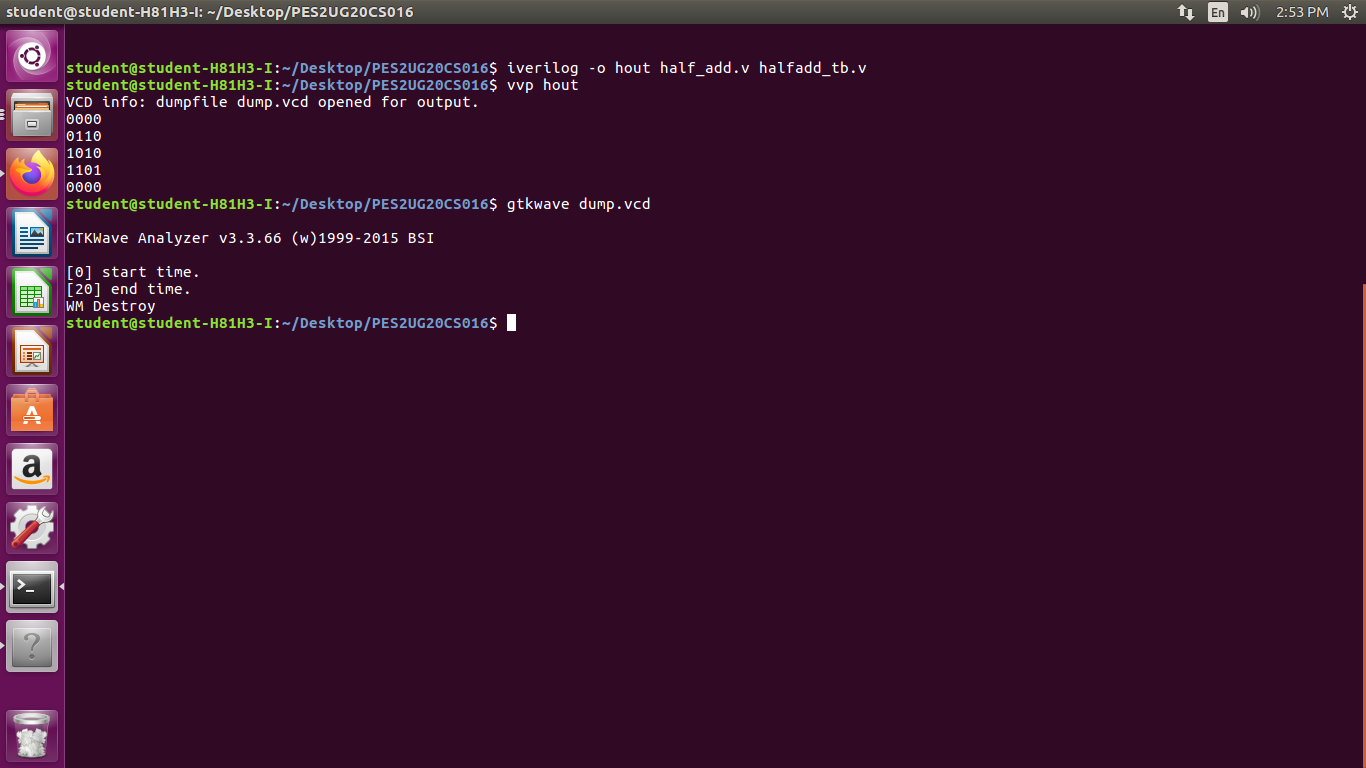 student@student-H81H3-I: ~/Desktop/PES2UG20CS016
En
2:53 PM
student@student-H81H3-I:~/Desktop/PES2UG20CS016$ iverilog -o hout half_add.v halfadd_tb.v
student@student-H81H3-I:~/Desktop/PES2UG20CS016$ vvp hout
VCD info: dumpfile dump.vcd opened for output.
0000
0110
1010
1101
0000
student@student-H81H3-I:~/Desktop/PES2UG20CS016$ gtkwave dump.vcd
GTKWave Analyzer v3.3.66 (w)1999-2015 BSI
[0] start time.
[20] end time.
WM Destroy
student@student-H81H3-I:~/Desktop/PES2UG20CS016$